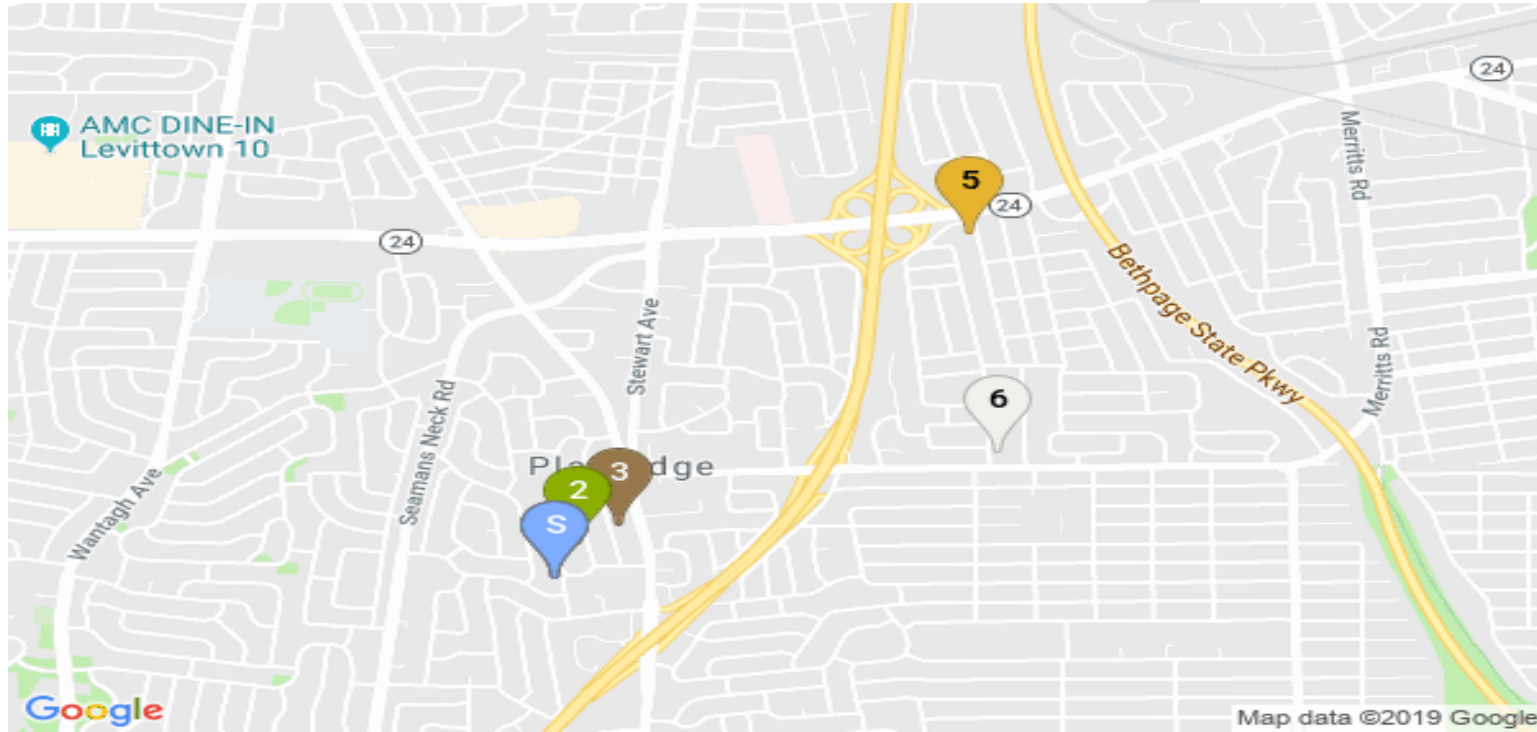 24
AMC DINE-IN
Levittown 10
Merritts Rd
5
24
24
Bethpage State Pkwy
Stewart Ave
Merritts Rd
Seamans Neck Rd
6
3
2
S
Wantagh Ave
Google
Map data ©2019 Google